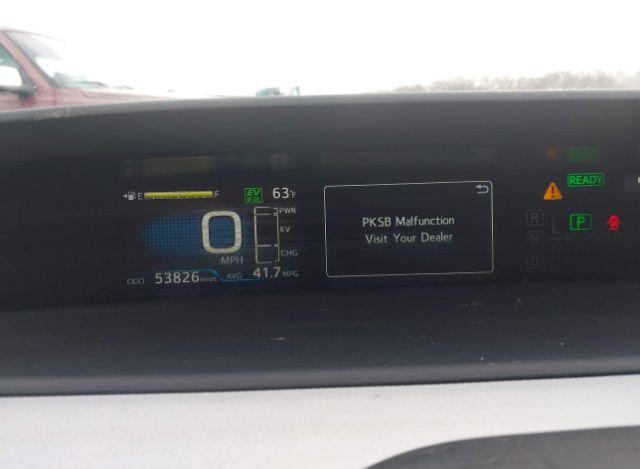 E F
EV
MODE
63°F
READY
PWR
0
EV
MPH
CHG
ODO 53826 miles AVG 41.7 MPG
PKSB Malfunction
Visit Your Dealer
R
N
D
P